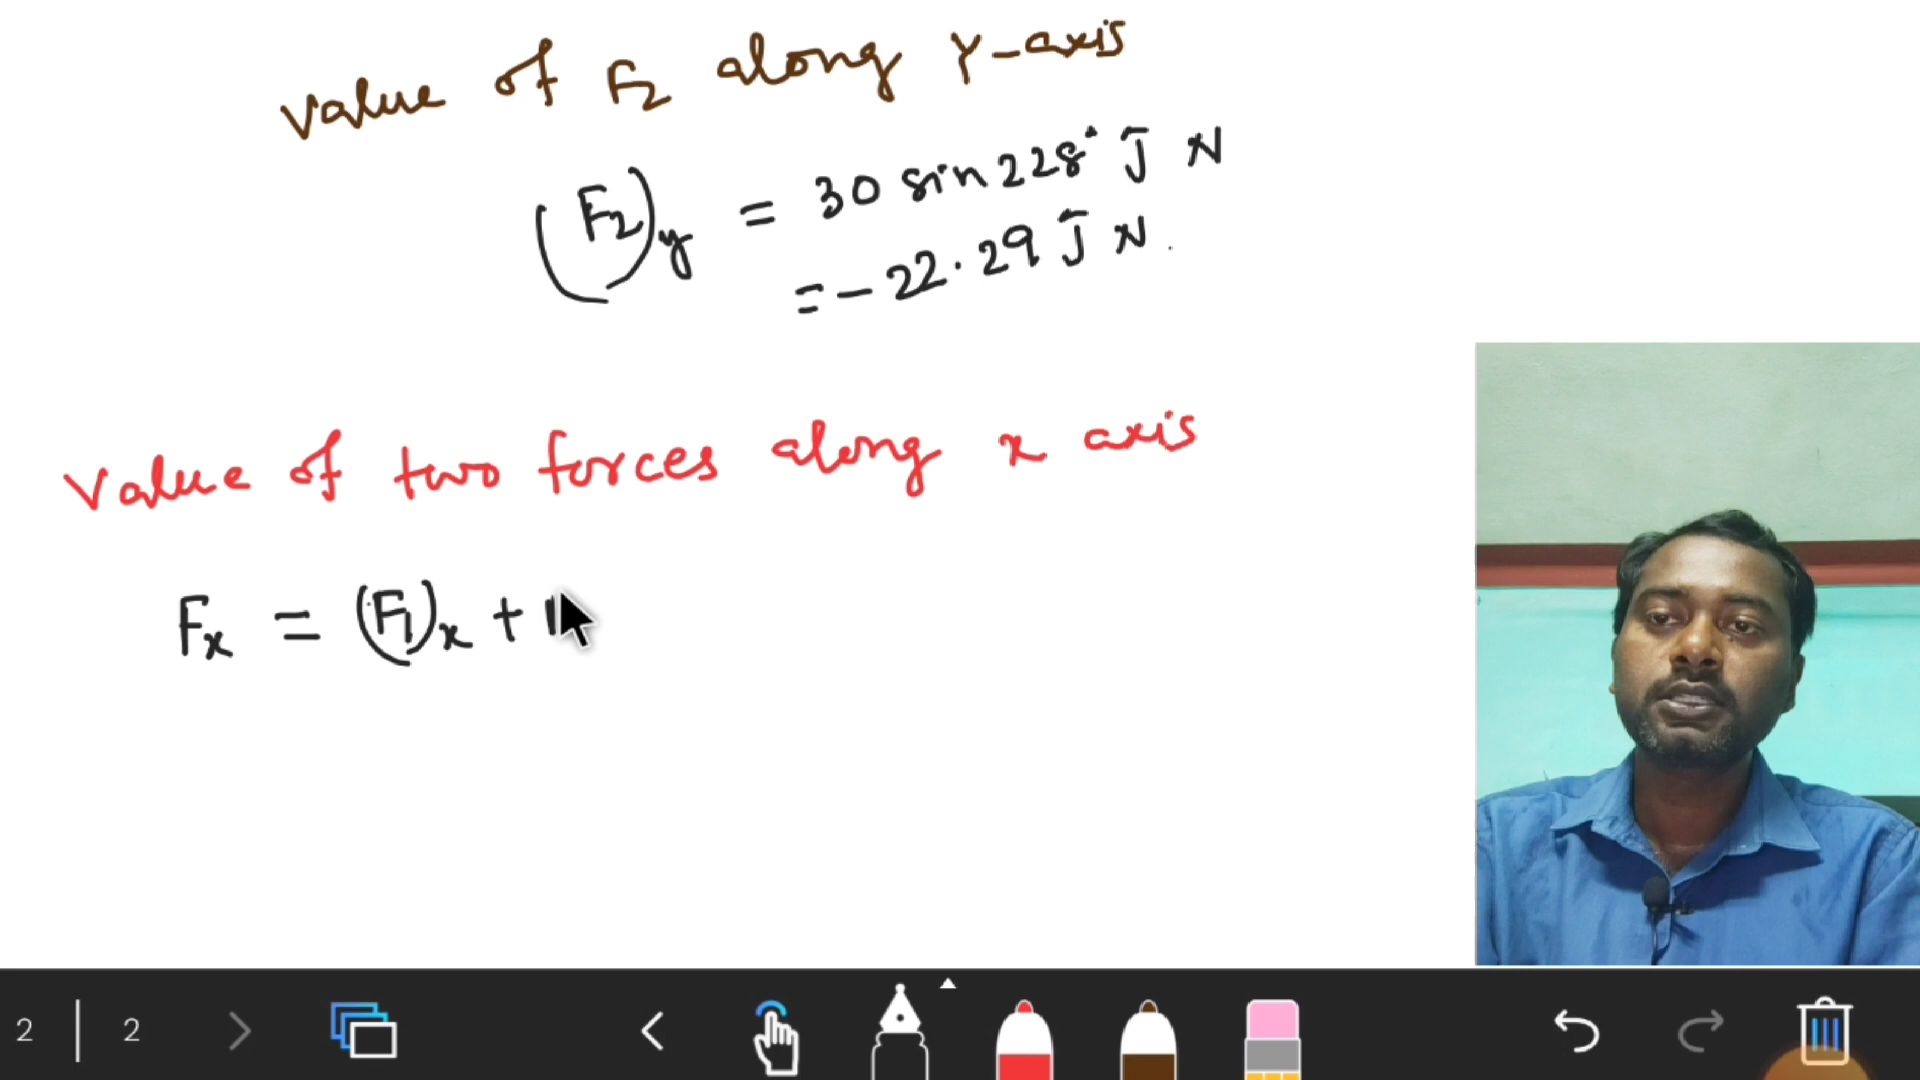 value of F2 along Y-axis
(F2)y = 30 sin 228° J N
= - 22.29 J N.
value of two forces along x axis
Fx = (F1)x +
2 | 2